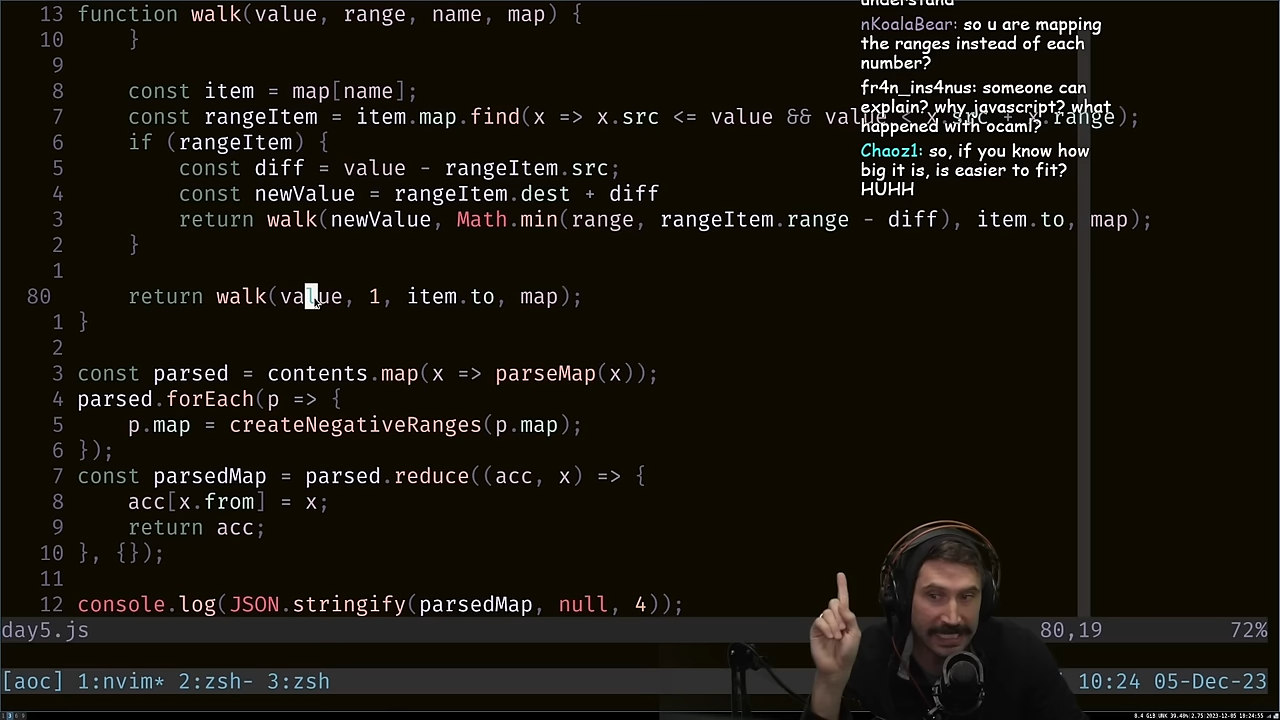 13 function walk(value, range, name, map) {
10     }
9
8     const item = map[name];
7     const rangeItem = item.map.find(x => x.src <= value && value < x.src + x.range);
6     if (rangeItem) {
5         const diff = value - rangeItem.src;
4         const newValue = rangeItem.dest + diff
3         return walk(newValue, Math.min(range, rangeItem.range - diff), item.to, map);
2     }
1
80     return walk(value, 1, item.to, map);
1 }
2
3 const parsed = contents.map(x => parseMap(x));
4 parsed.forEach(p => {
5     p.map = createNegativeRanges(p.map);
6 });
7 const parsedMap = parsed.reduce((acc, x) => {
8     acc[x.from] = x;
9     return acc;
10 }, {});
11
12 console.log(JSON.stringify(parsedMap, null, 4));
day5.js 80,19 72%
[aoc] 1:nvim* 2:zsh- 3:zsh 10:24 05-Dec-23
understand
nKoalaBear: so u are mapping
the ranges instead of each
number?
fr4n_ins4nus: someone can
explain? why javascript? what
happened with ocaml?
Chaoz1: so, if you know how
big it is, is easier to fit?
HUHH